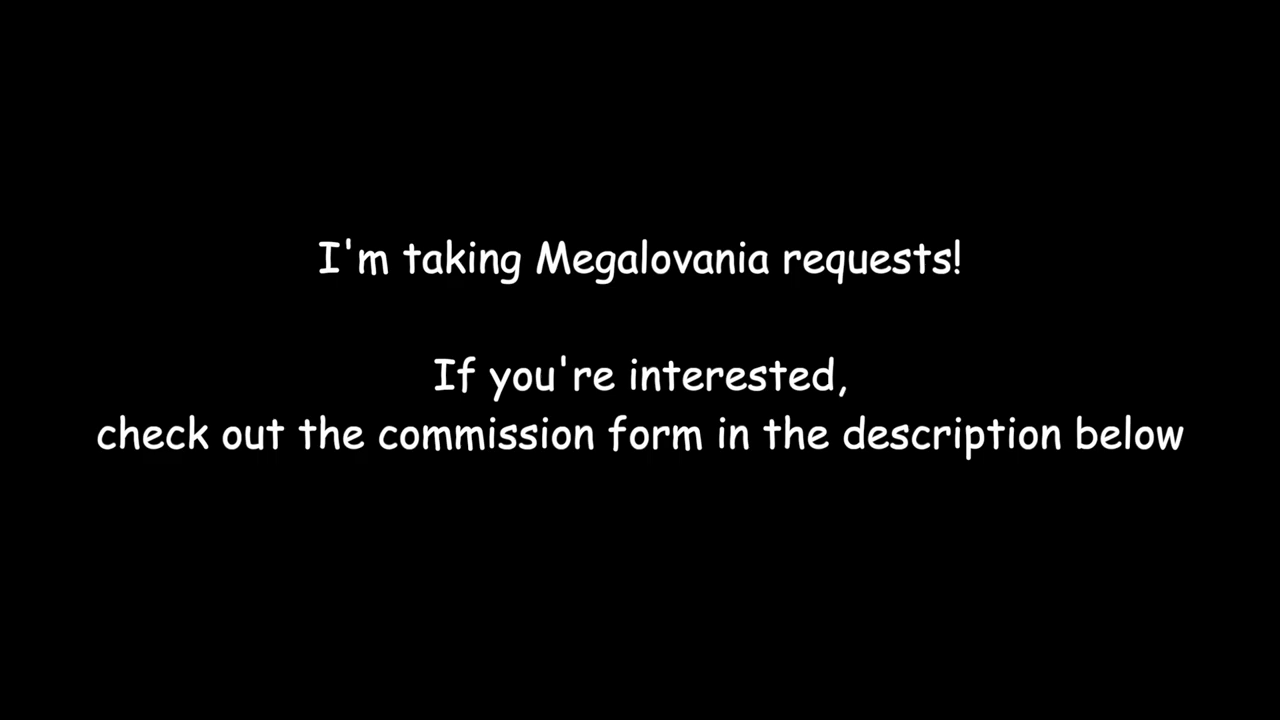 I'm taking Megalovania requests!
If you're interested,
check out the commission form in the description below